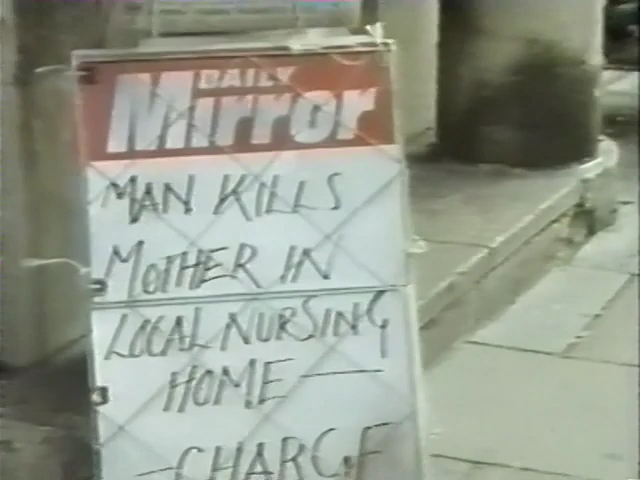 DAILY
Mirror
MAN KILLS
MOTHER IN
LOCAL NURSING
HOME —
— CHARGE